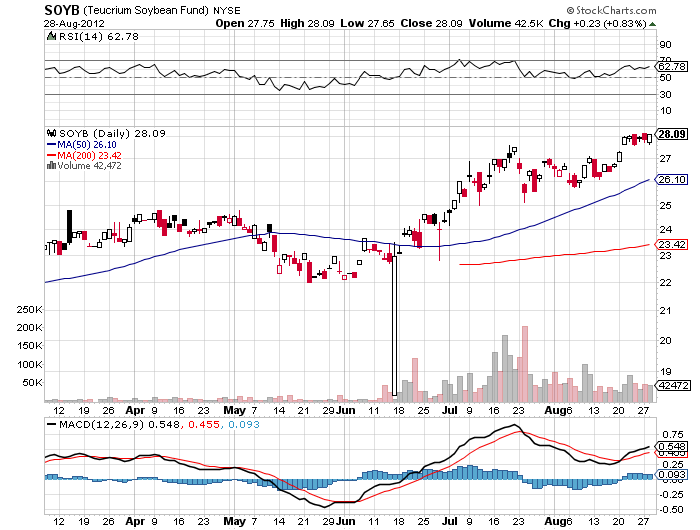 SOYB (Teucrium Soybean Fund) NYSE © StockCharts.com
28-Aug-2012 Open 27.75 High 28.09 Low 27.65 Close 28.09 Volume 42.5K Chg +0.23 (+0.83%)
RSI(14) 62.78
90
70
62.78
50
30
10
SOYB (Daily) 28.09
MA(50) 26.10
MA(200) 23.42
Volume 42,472
28.09
27
26.10
25
24
23.42
23
22
21
20
19
42472
250K
200K
150K
100K
50K
12 19 26 Apr 9 16 23 May 7 14 21 29 Jun 11 18 25 Jul 9 16 23 Aug 6 13 20 27
MACD(12,26,9) 0.548, 0.455, 0.093
0.75
0.548
0.25
0.093
-0.25
-0.50
12 19 26 Apr 9 16 23 May 7 14 21 29 Jun 11 18 25 Jul 9 16 23 Aug 6 13 20 27